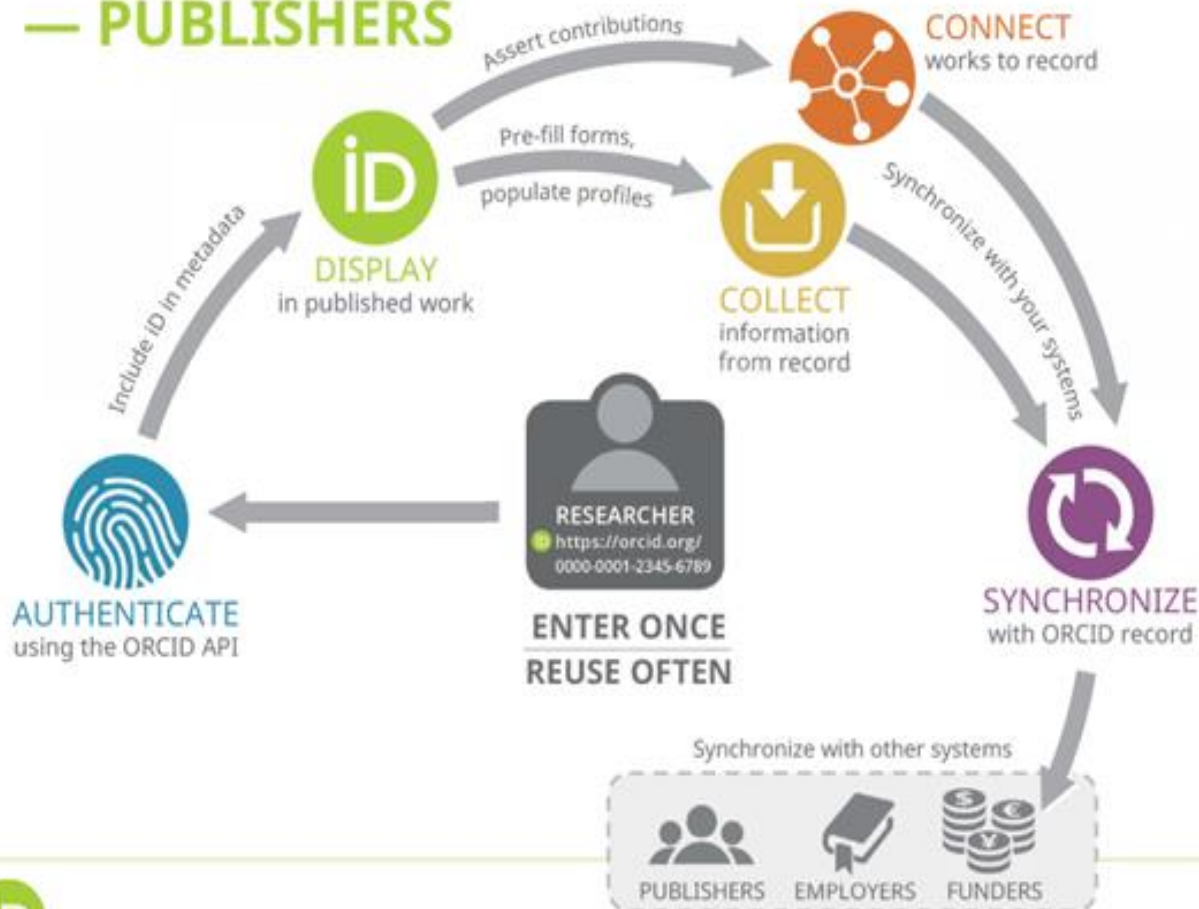 — PUBLISHERS
Assert contributions
CONNECT
works to record
iD
Pre-fill forms,
populate profiles
Include iD in metadata
DISPLAY
in published work
COLLECT
information
from record
Synchronize with your systems
RESEARCHER
iD https://orcid.org/
0000-0001-2345-6789
AUTHENTICATE
using the ORCID API
ENTER ONCE
REUSE OFTEN
SYNCHRONIZE
with ORCID record
Synchronize with other systems
$ € ¥
PUBLISHERS EMPLOYERS FUNDERS